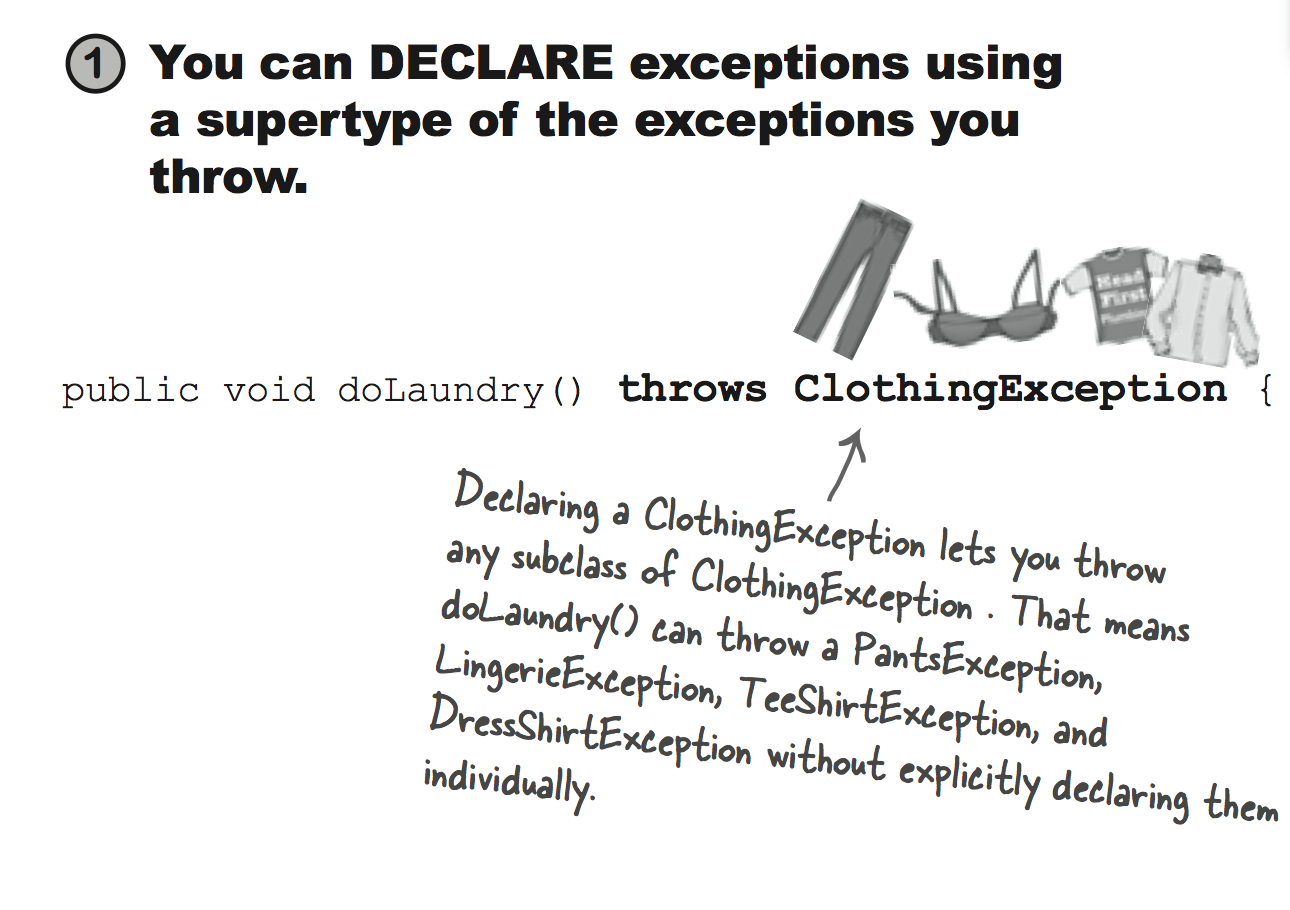 1 You can DECLARE exceptions using
a supertype of the exceptions you
throw.
Head
First
public void doLaundry() throws ClothingException {
Declaring a ClothingException lets you throw
any subclass of ClothingException . That means
doLaundry() can throw a PantsException,
LingerieException, TeeShirtException, and
DressShirtException without explicitly declaring them
individually.